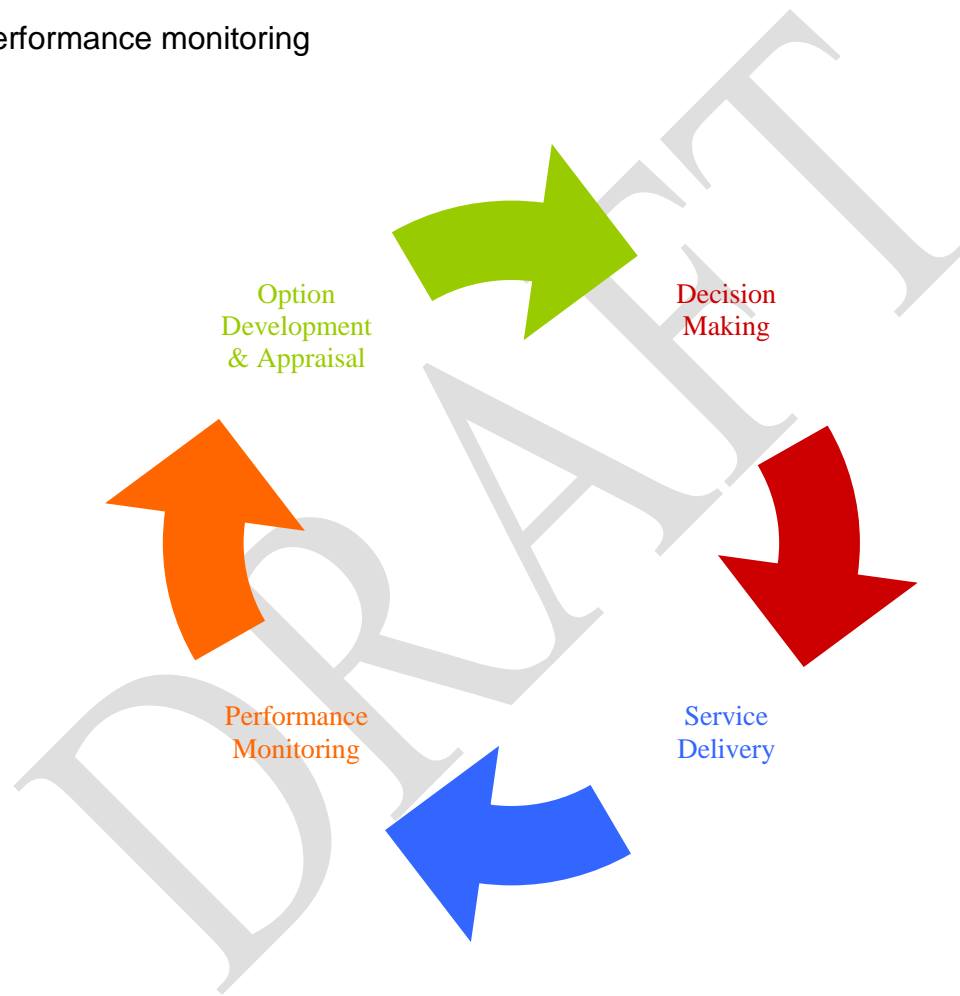 erformance monitoring
Option
Development
& Appraisal
Decision
Making
Performance
Monitoring
Service
Delivery
DRAFT